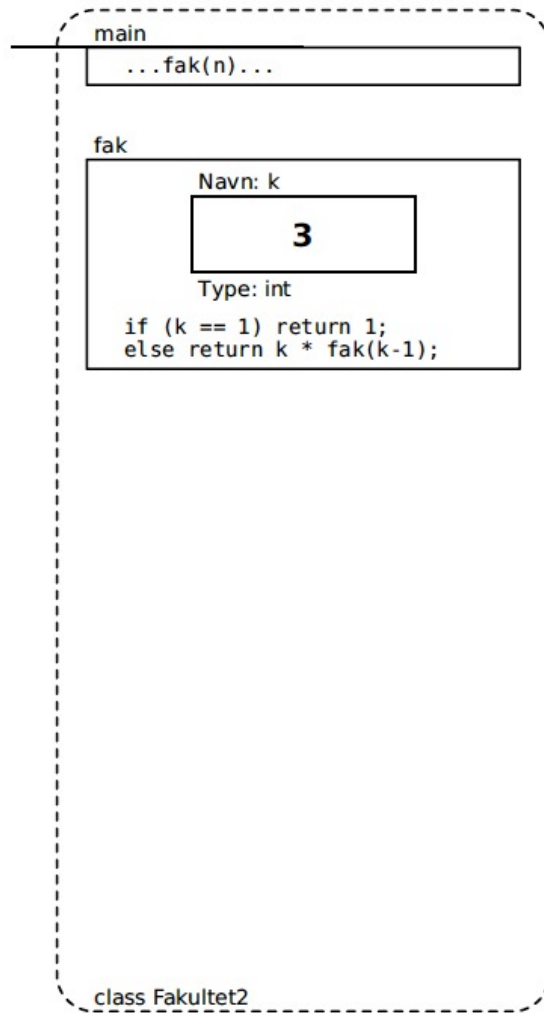 main
...fak(n)...
fak
Navn: k
3
Type: int
if (k == 1) return 1;
else return k * fak(k-1);
class Fakultet2